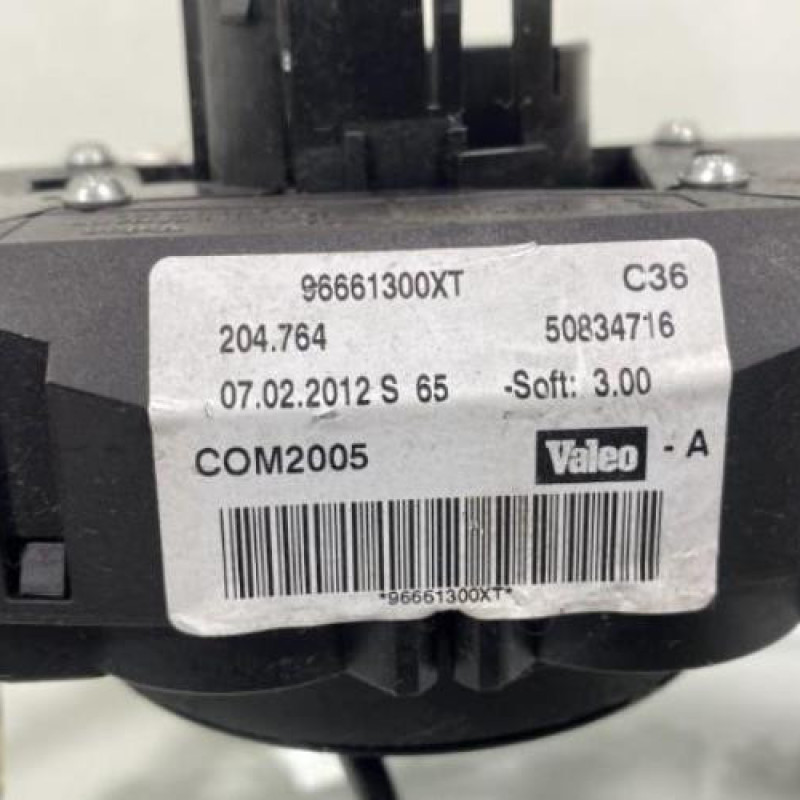 96661300XT C36
204.764 50834716
07.02.2012 S 65 -Soft: 3.00
COM2005 Valeo - A
*96661300XT*